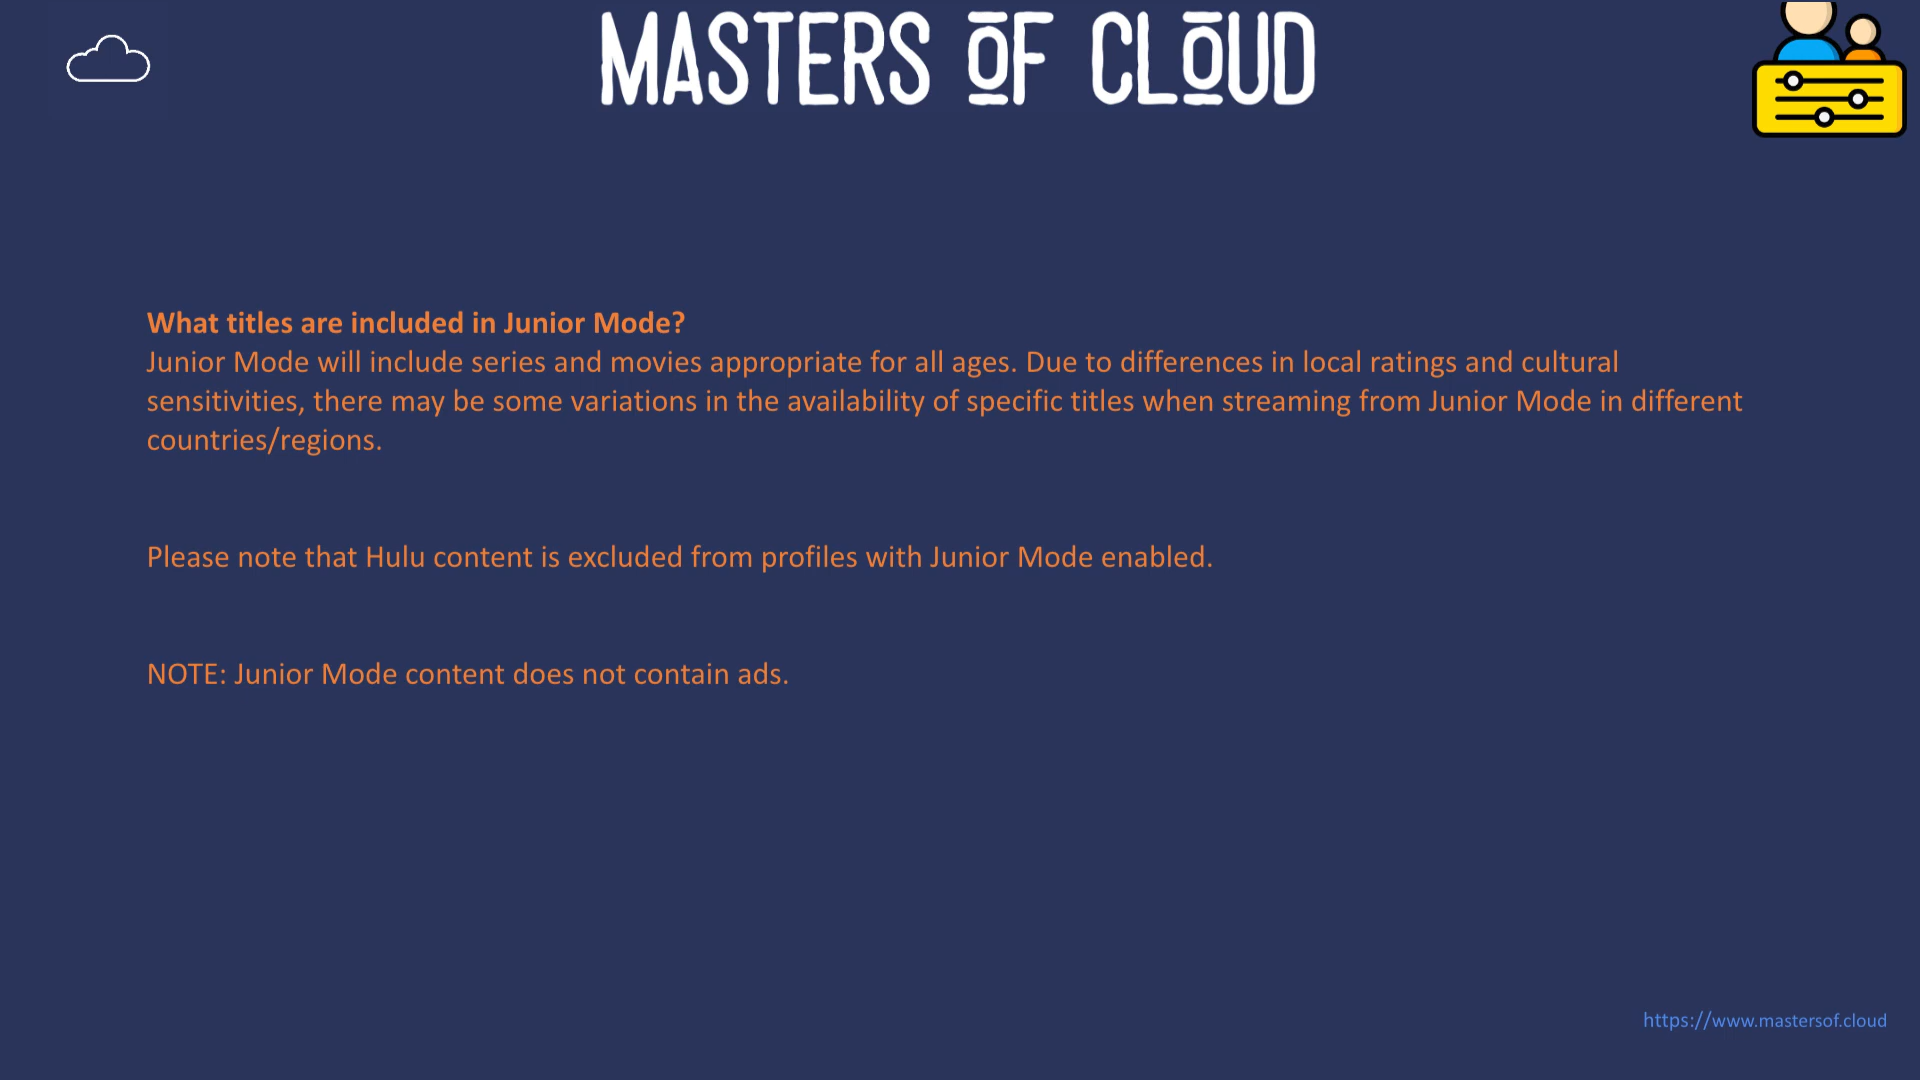 MASTERS OF CLOUD
What titles are included in Junior Mode?
Junior Mode will include series and movies appropriate for all ages. Due to differences in local ratings and cultural
sensitivities, there may be some variations in the availability of specific titles when streaming from Junior Mode in different
countries/regions.
Please note that Hulu content is excluded from profiles with Junior Mode enabled.
NOTE: Junior Mode content does not contain ads.
https://www.mastersof.cloud